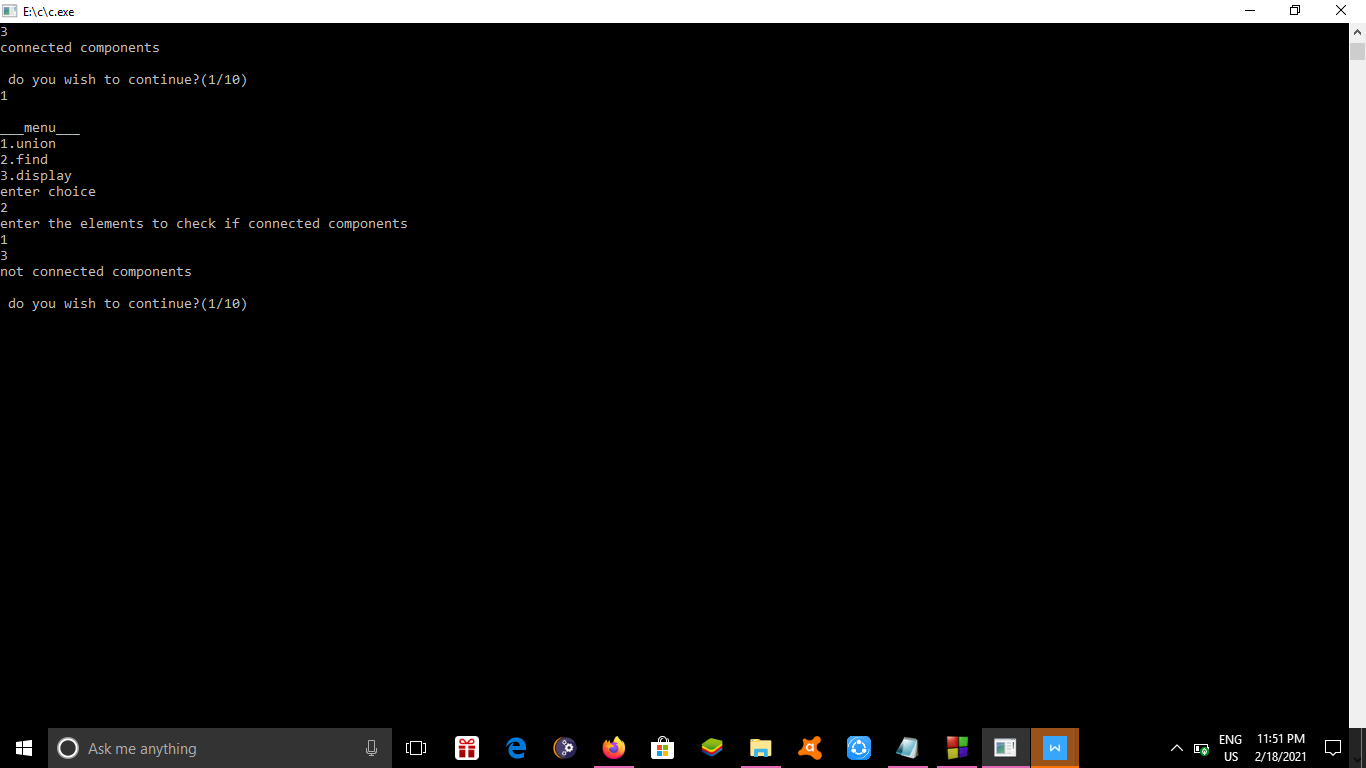 E:\c\c.exe
3
connected components
do you wish to continue?(1/10)
1
___menu___
1.union
2.find
3.display
enter choice
2
enter the elements to check if connected components
1
3
not connected components
do you wish to continue?(1/10)
Ask me anything
ENG
US
11:51 PM
2/18/2021